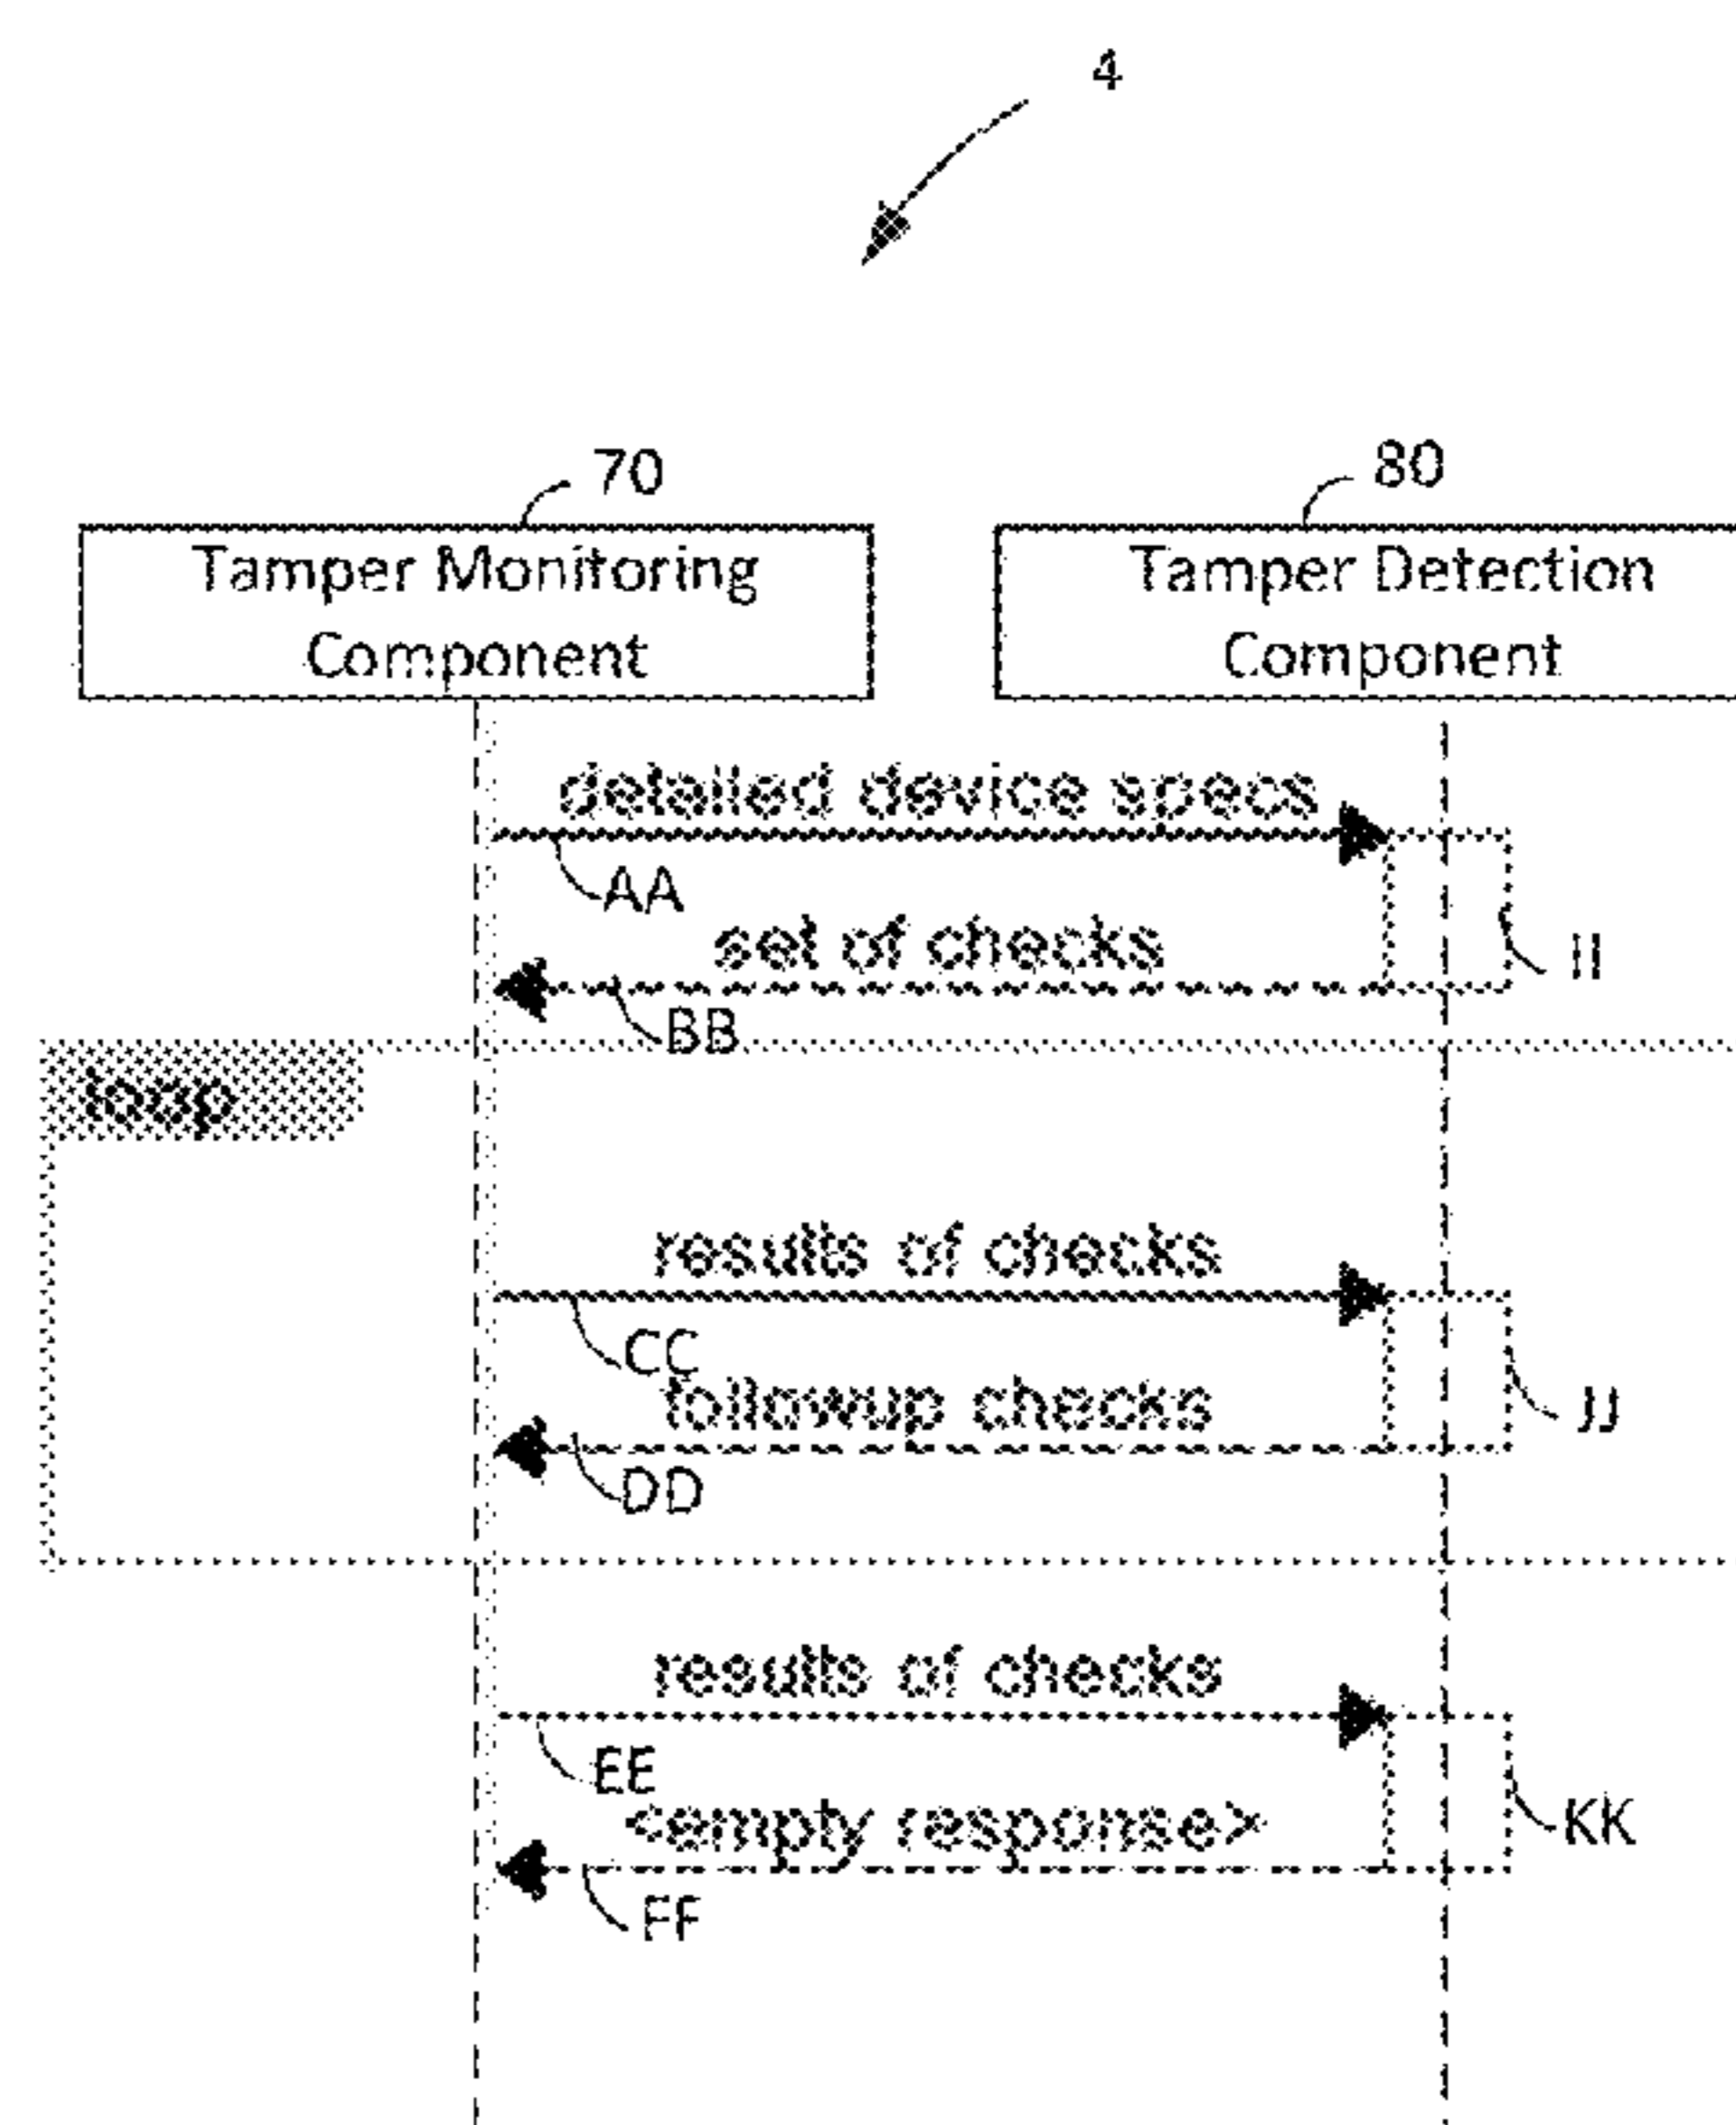 4
70
80
Tamper Monitoring
Component
Tamper Detection
Component
detailed device specs
AA
set of checks
II
BB
loop
results of checks
CC
followup checks
JJ
DD
results of checks
EE
<empty response>
KK
FF